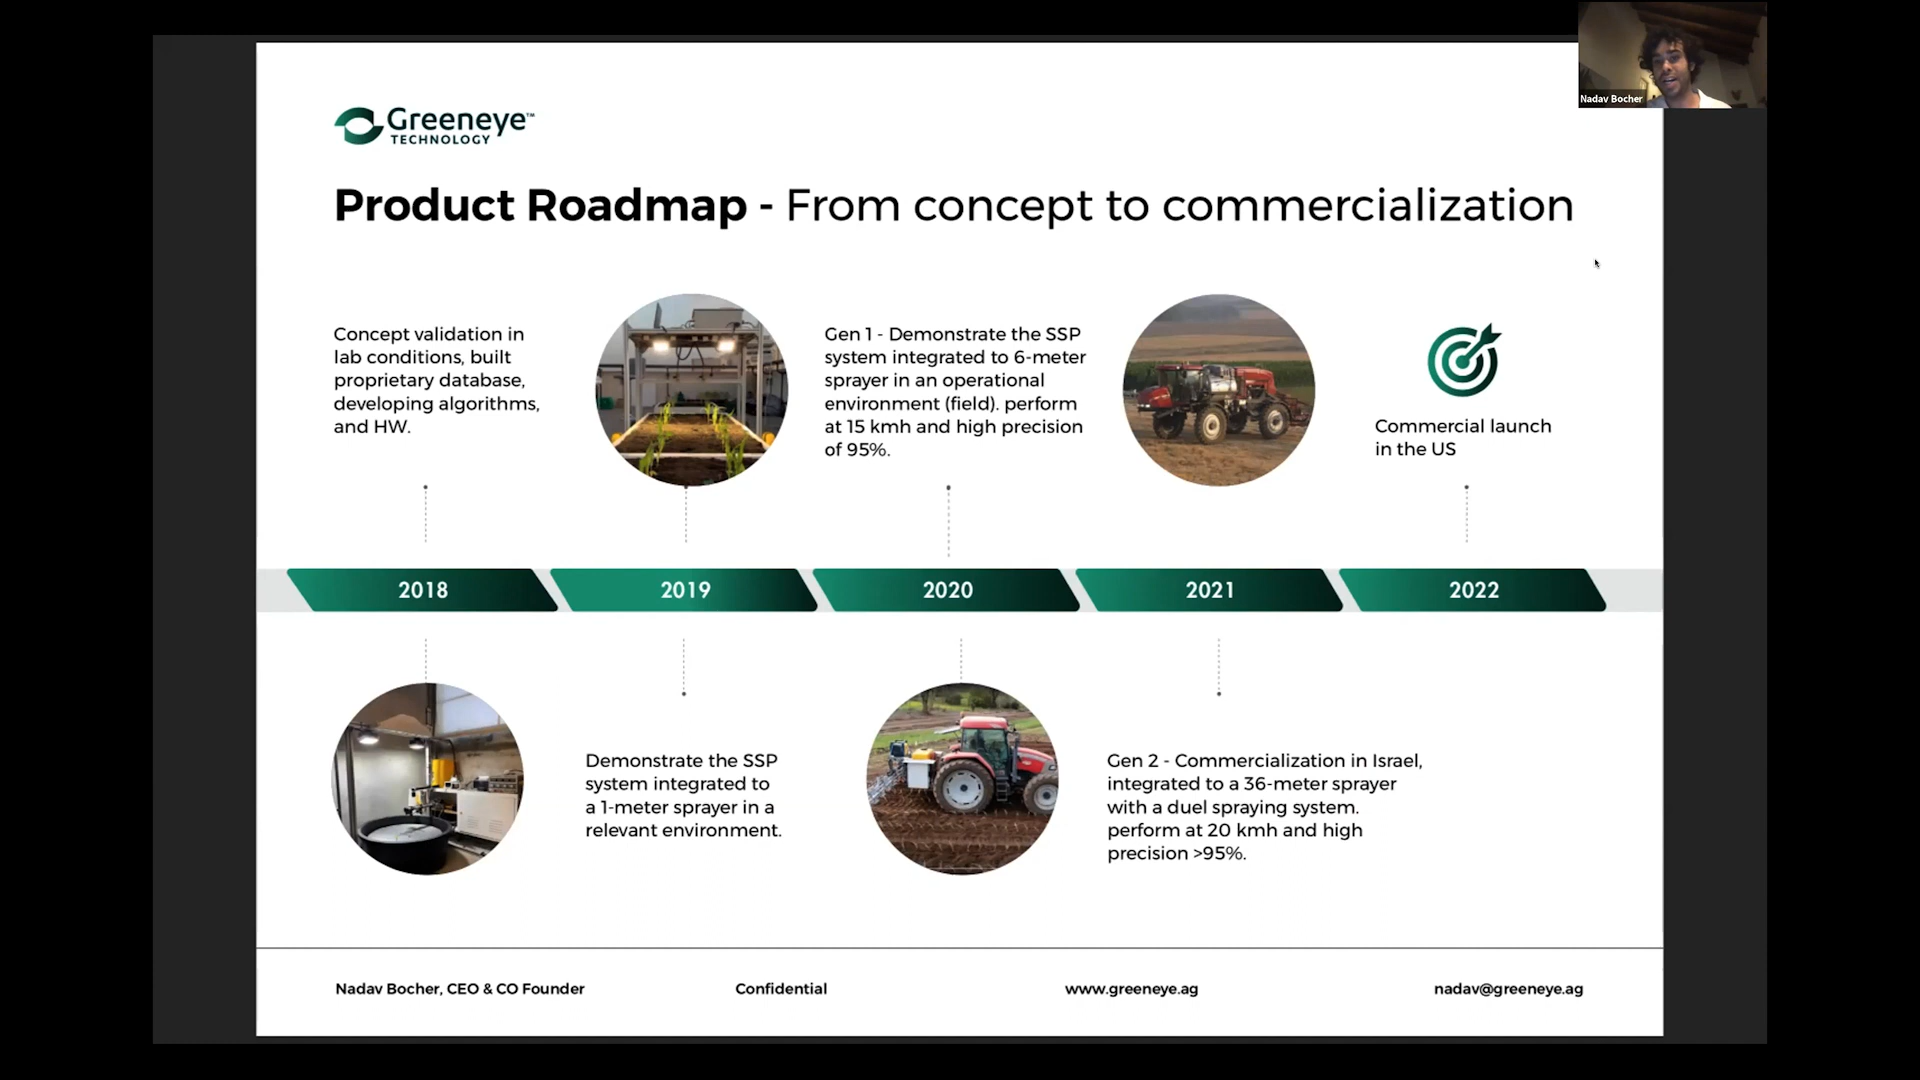 Nadav Bocher
Greeneye™
TECHNOLOGY
Product Roadmap - From concept to commercialization
Concept validation in
lab conditions, built
proprietary database,
developing algorithms,
and HW.
Gen 1 - Demonstrate the SSP
system integrated to 6-meter
sprayer in an operational
environment (field). perform
at 15 kmh and high precision
of 95%.
Commercial launch
in the US
2018
2019
2020
2021
2022
Demonstrate the SSP
system integrated to
a 1-meter sprayer in a
relevant environment.
Gen 2 - Commercialization in Israel,
integrated to a 36-meter sprayer
with a duel spraying system.
perform at 20 kmh and high
precision >95%.
Nadav Bocher, CEO & CO Founder
Confidential
www.greeneye.ag
nadav@greeneye.ag